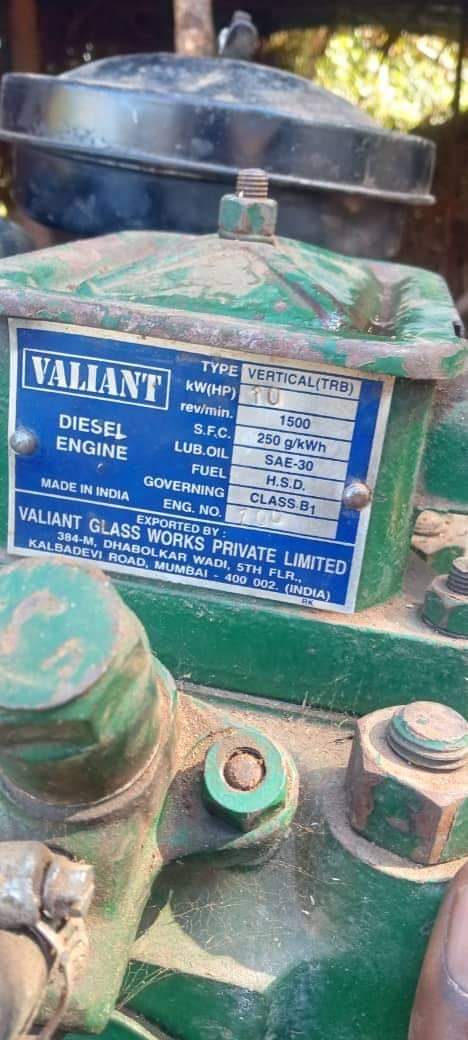 VALIANT
DIESEL
ENGINE
MADE IN INDIA
TYPE VERTICAL(TRB)
kW(HP) 10
rev/min. 1500
S.F.C. 250 g/kWh
LUB.OIL SAE-30
FUEL H.S.D.
GOVERNING CLASS-B1
ENG. NO.
EXPORTED BY :
VALIANT GLASS WORKS PRIVATE LIMITED
384-M, DHABOLKAR WADI, 5TH FLR.,
KALBADEVI ROAD, MUMBAI - 400 002. (INDIA)
RK